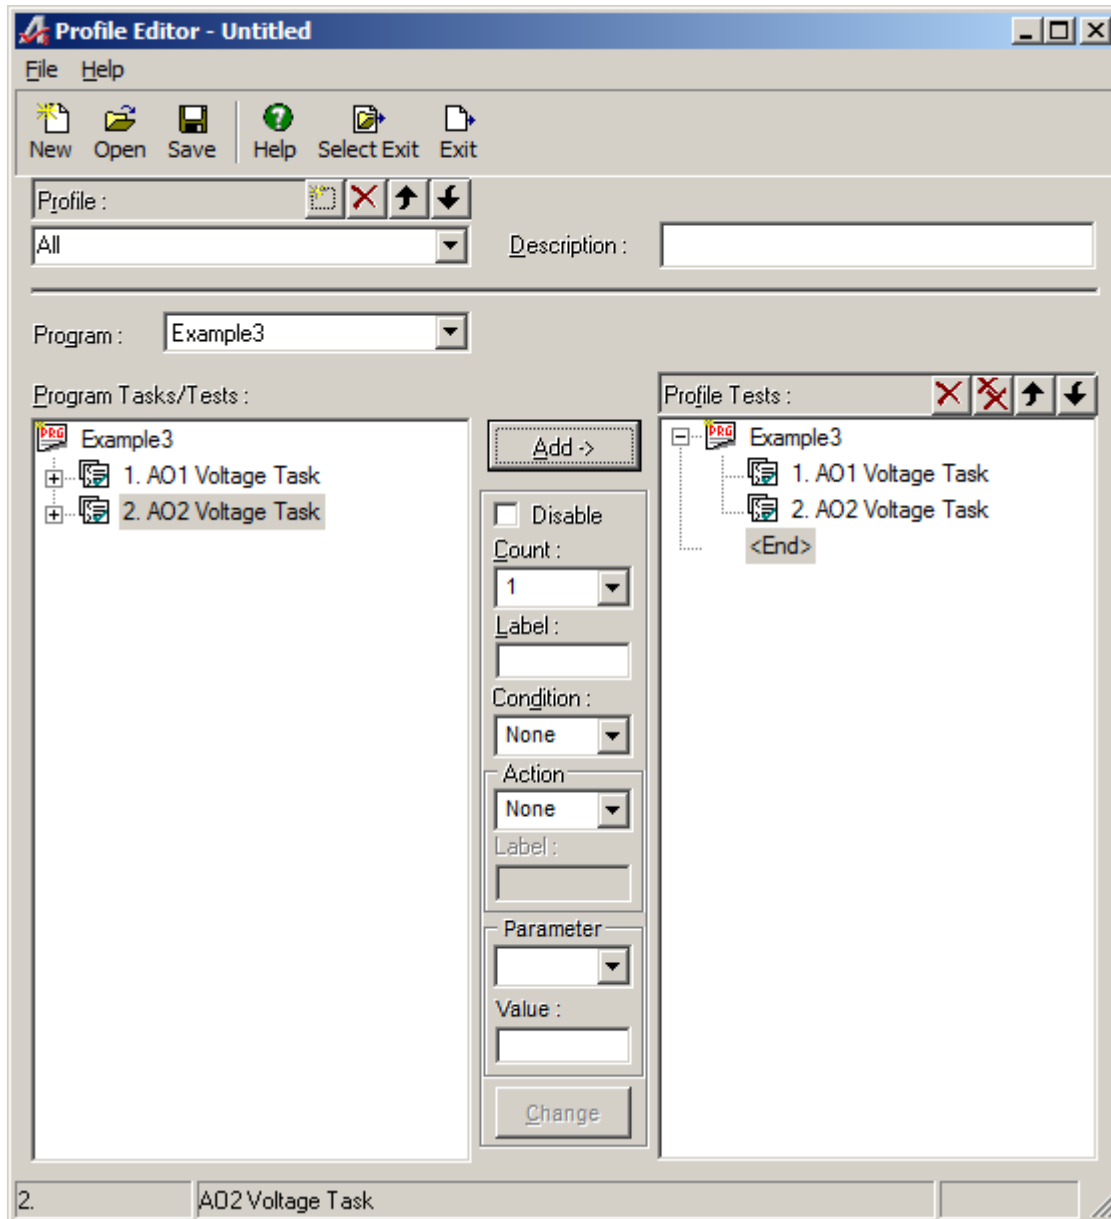 Profile Editor - Untitled
File Help
New Open Save Help Select Exit Exit
Profile :
All
Description :
Program : Example3
Program Tasks/Tests :
Profile Tests :
PRG Example3
1. AO1 Voltage Task
2. AO2 Voltage Task
Add ->
Disable
Count :
1
Label :
Condition :
None
Action
None
Label :
Parameter
Value :
Change
PRG Example3
1. AO1 Voltage Task
2. AO2 Voltage Task
<End>
2. AO2 Voltage Task